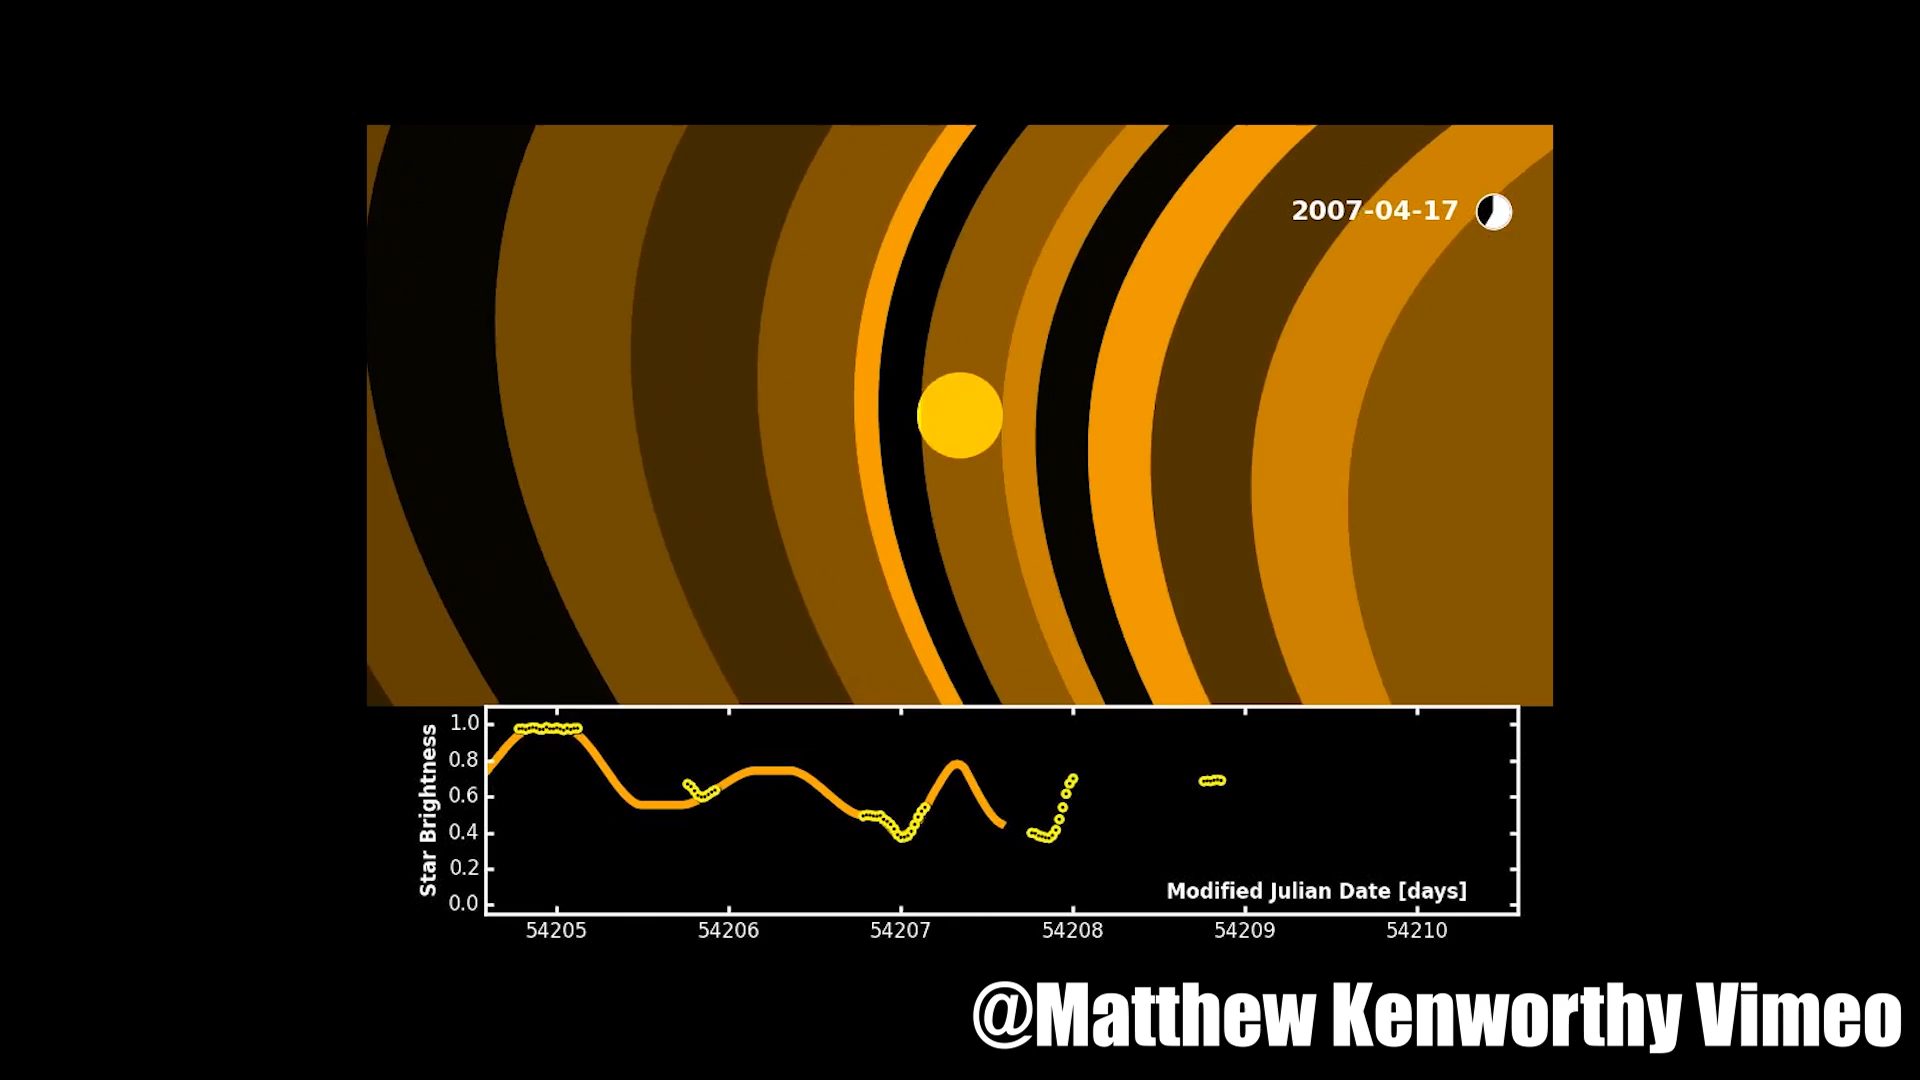 2007-04-17
1.0
0.8
0.6
0.4
0.2
0.0
Star Brightness
Modified Julian Date [days]
54205 54206 54207 54208 54209 54210
@Matthew Kenworthy Vimeo